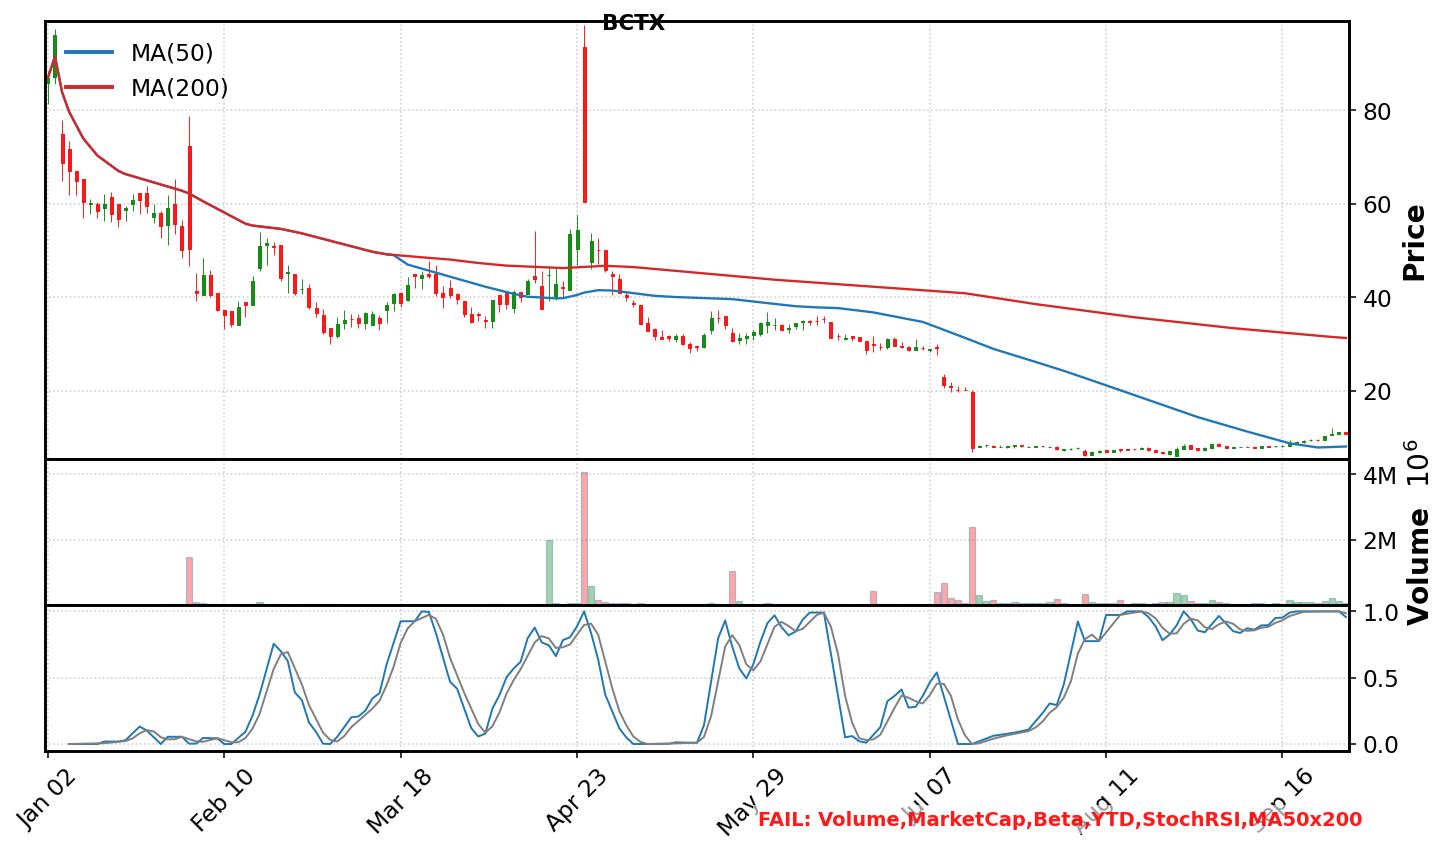 BCTX
MA(50)
MA(200)
80
60
40
20
Price
4M
2M
Volume 10^6
1.0
0.5
0.0
Jan 02
Feb 10
Mar 18
Apr 23
May 29
Jul 07
Aug 11
Sep 16
FAIL: Volume,MarketCap,Beta,YTD,StochRSI,MA50x200